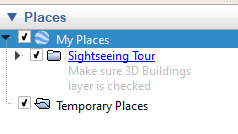 Places
My Places
Sightseeing Tour
Make sure 3D Buildings
layer is checked
Temporary Places